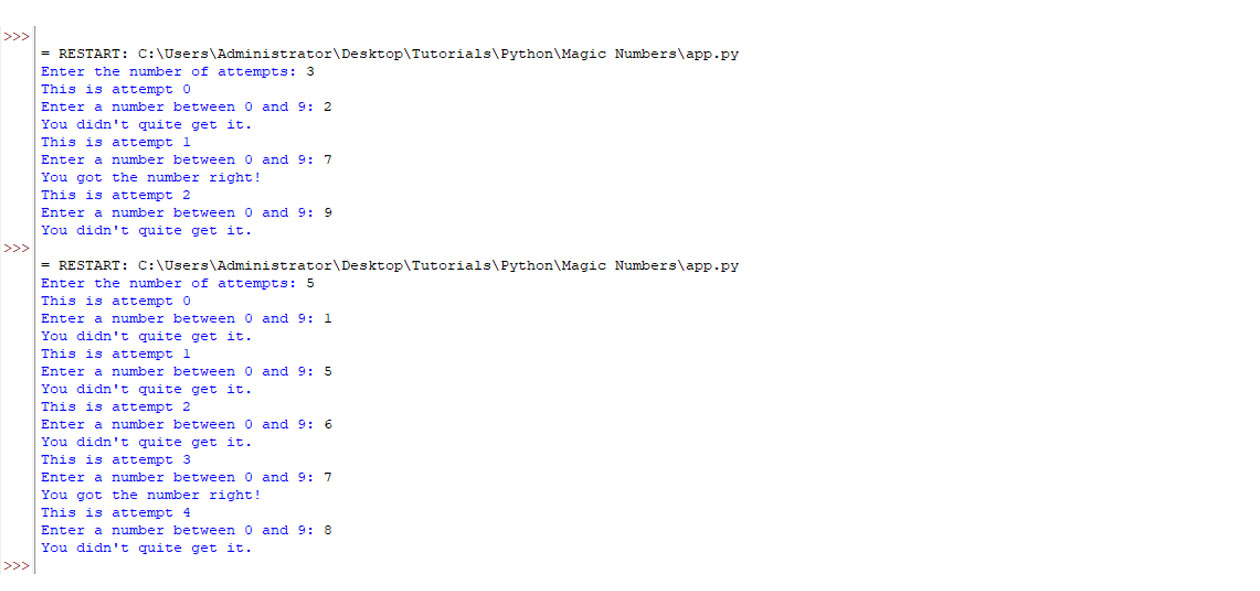 >>>
= RESTART: C:\Users\Administrator\Desktop\Tutorials\Python\Magic Numbers\app.py
Enter the number of attempts: 3
This is attempt 0
Enter a number between 0 and 9: 2
You didn't quite get it.
This is attempt 1
Enter a number between 0 and 9: 7
You got the number right!
This is attempt 2
Enter a number between 0 and 9: 9
You didn't quite get it.
>>>
= RESTART: C:\Users\Administrator\Desktop\Tutorials\Python\Magic Numbers\app.py
Enter the number of attempts: 5
This is attempt 0
Enter a number between 0 and 9: 1
You didn't quite get it.
This is attempt 1
Enter a number between 0 and 9: 5
You didn't quite get it.
This is attempt 2
Enter a number between 0 and 9: 6
You didn't quite get it.
This is attempt 3
Enter a number between 0 and 9: 7
You got the number right!
This is attempt 4
Enter a number between 0 and 9: 8
You didn't quite get it.
>>>